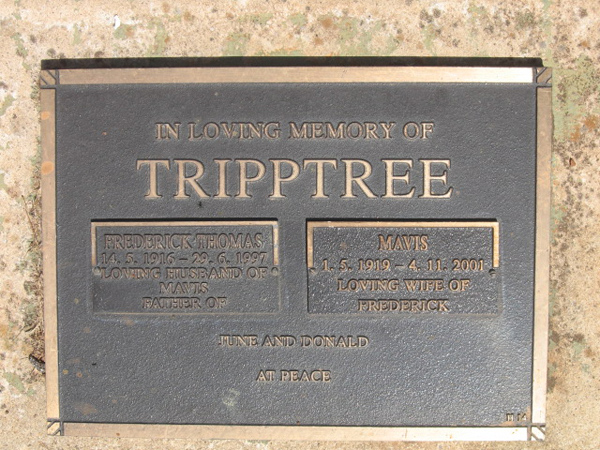 IN LOVING MEMORY OF
TRIPPTREE
FREDERICK THOMAS
14. 5. 1916 – 29. 6. 1997
LOVING HUSBAND OF
MAVIS
FATHER OF
MAVIS
1. 5. 1919 – 4. 11. 2001
LOVING WIFE OF
FREDERICK
JUNE AND DONALD
AT PEACE